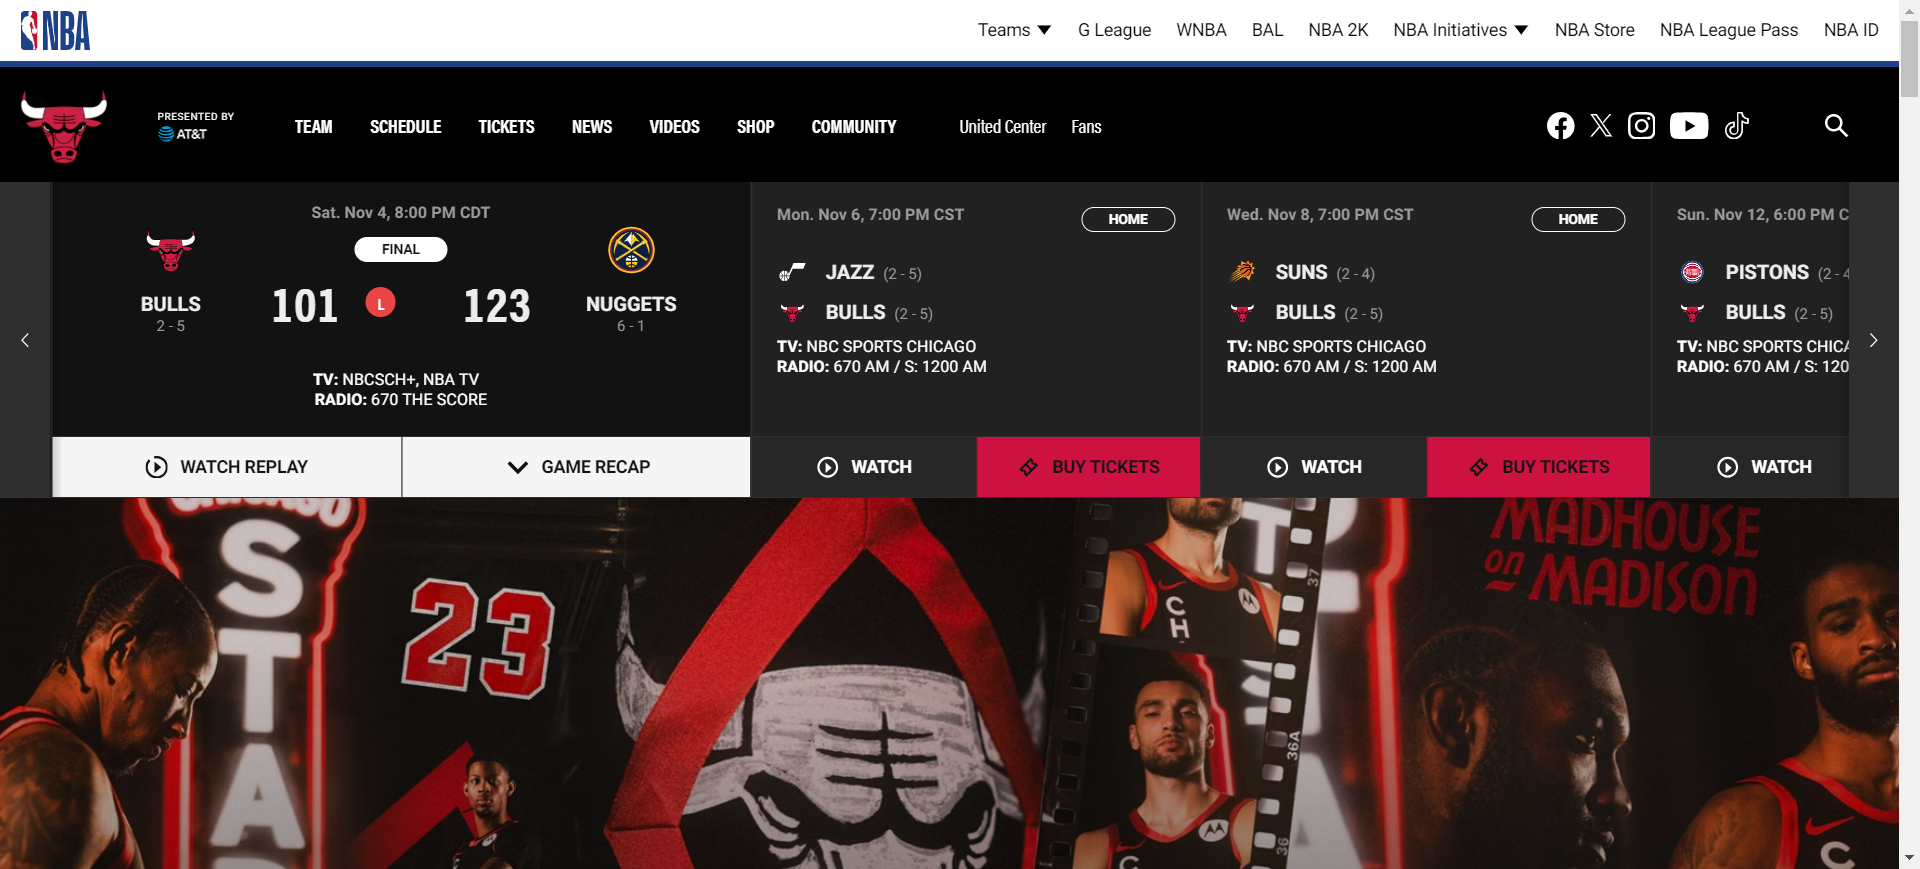 NBA
Teams G League WNBA BAL NBA 2K NBA Initiatives NBA Store NBA League Pass NBA ID
PRESENTED BY
AT&T
TEAM SCHEDULE TICKETS NEWS VIDEOS SHOP COMMUNITY United Center Fans
Sat. Nov 4, 8:00 PM CDT
FINAL
BULLS 101 L 123 NUGGETS
2 - 5 6 - 1
TV: NBCSCH+, NBA TV
RADIO: 670 THE SCORE
WATCH REPLAY GAME RECAP
Mon. Nov 6, 7:00 PM CST HOME
JAZZ (2 - 5)
BULLS (2 - 5)
TV: NBC SPORTS CHICAGO
RADIO: 670 AM / S: 1200 AM
WATCH BUY TICKETS
Wed. Nov 8, 7:00 PM CST HOME
SUNS (2 - 4)
BULLS (2 - 5)
TV: NBC SPORTS CHICAGO
RADIO: 670 AM / S: 1200 AM
WATCH BUY TICKETS
Sun. Nov 12, 6:00 PM C
PISTONS (2 - 4
BULLS (2 - 5)
TV: NBC SPORTS CHICA
RADIO: 670 AM / S: 120
WATCH
CHICAGO
STA
23
CH
37
36A
36
MADHOUSE
on MADISON
C
C